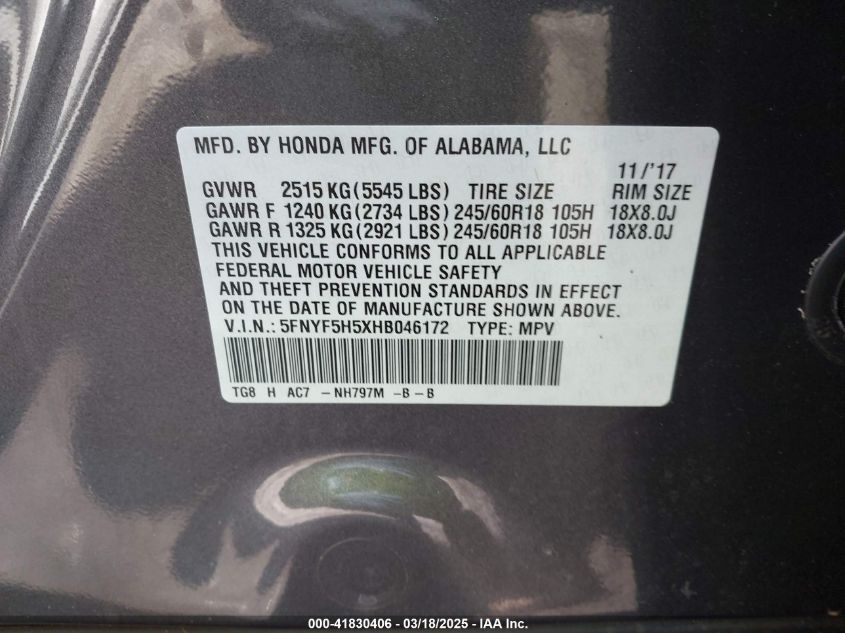 MFD. BY HONDA MFG. OF ALABAMA, LLC
11/'17
GVWR 2515 KG(5545 LBS) TIRE SIZE RIM SIZE
GAWR F 1240 KG(2734 LBS) 245/60R18 105H 18X8.0J
GAWR R 1325 KG(2921 LBS) 245/60R18 105H 18X8.0J
THIS VEHICLE CONFORMS TO ALL APPLICABLE
FEDERAL MOTOR VEHICLE SAFETY
AND THEFT PREVENTION STANDARDS IN EFFECT
ON THE DATE OF MANUFACTURE SHOWN ABOVE.
V.I.N.: 5FNYF5H5XHB046172 TYPE: MPV
TG8 H AC7 -NH797M -B-B
000-41830406 - 03/18/2025 - IAA Inc.